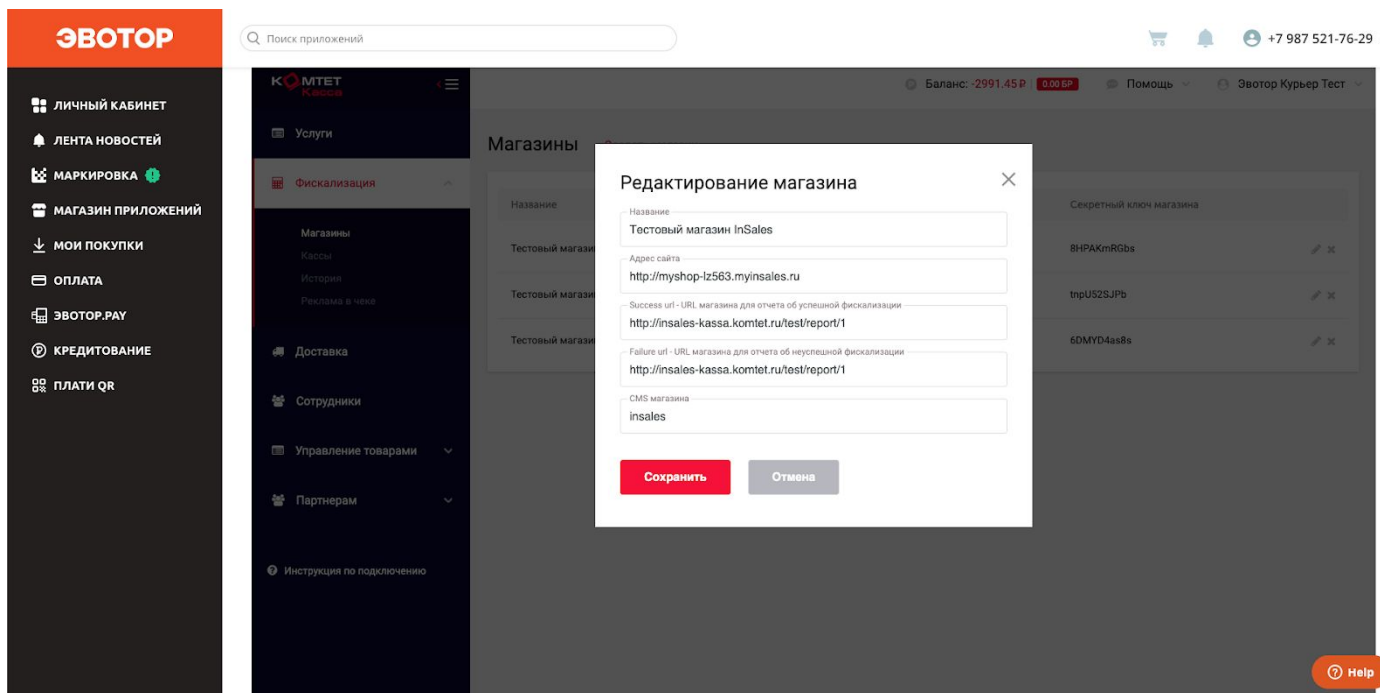 ЭВОТОР
Поиск приложений
+7 987 521-76-29
ЛИЧНЫЙ КАБИНЕТ
ЛЕНТА НОВОСТЕЙ
МАРКИРОВКА
МАГАЗИН ПРИЛОЖЕНИЙ
МОИ ПОКУПКИ
ОПЛАТА
ЭВОТОР.PAY
КРЕДИТОВАНИЕ
ПЛАТИ QR
КОМТЕТ
Касса
Баланс: -2991.45 ₽
0.00 БР
Помощь
Эвотор Курьер Тест
Услуги
Фискализация
Магазины
Кассы
История
Реклама в чеке
Доставка
Сотрудники
Управление товарами
Партнерам
Инструкция по подключению
Магазины
Название
Секретный ключ магазина
Тестовый магази
8HPAKmRGbs
Тестовый магази
tnpU52SJPb
Тестовый магази
6DMYD4as8s
Редактирование магазина
Название
Тестовый магазин InSales
Адрес сайта
http://myshop-lz563.myinsales.ru
Success url - URL магазина для отчета об успешной фискализации
http://insales-kassa.komtet.ru/test/report/1
Failure url - URL магазина для отчета об неуспешной фискализации
http://insales-kassa.komtet.ru/test/report/1
CMS магазина
insales
Сохранить
Отмена
Help